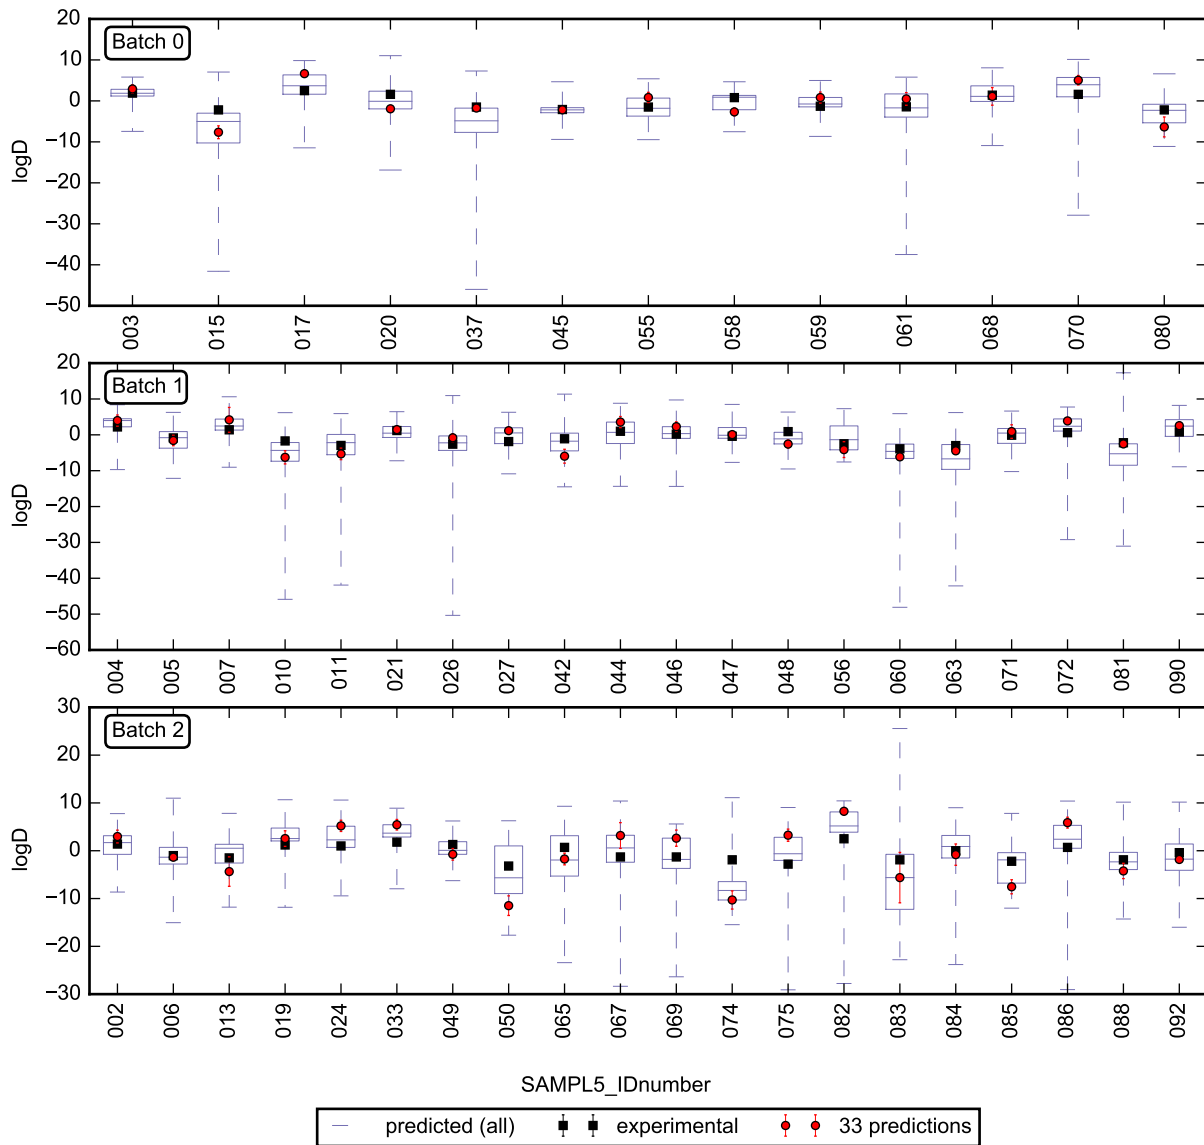 20
Batch 0
10
0
−10
−20
−30
−40
−50
logD
003 015 017 020 037 045 055 058 059 061 068 070 080
20
Batch 1
10
0
−10
−20
−30
−40
−50
−60
logD
004 005 007 010 011 021 026 027 042 044 046 047 048 056 060 063 071 072 081 090
30
Batch 2
20
10
0
−10
−20
−30
logD
002 006 013 019 024 033 049 050 065 067 069 074 075 082 083 084 085 086 088 092
SAMPL5_IDnumber
predicted (all) experimental 33 predictions